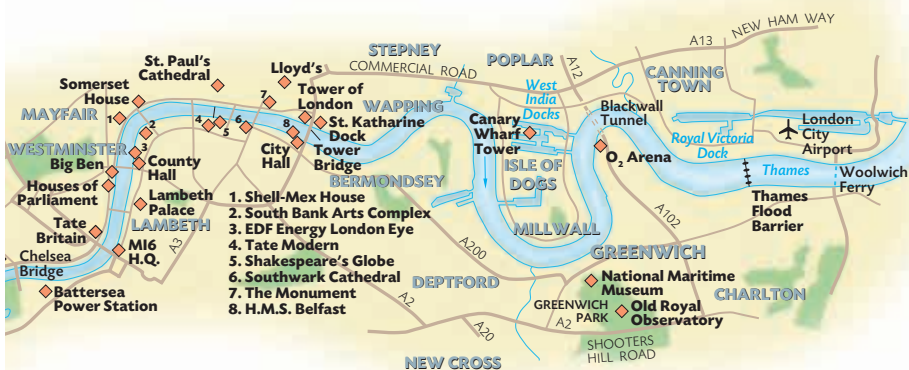 NEW HAM WAY
A13
STEPNEY
COMMERCIAL ROAD
POPLAR
A12
CANNING
TOWN
St. Paul's
Cathedral
Lloyd's
Somerset
House
Tower of
London
7
WAPPING
West
India
Docks
Blackwall
Tunnel
MAYFAIR
1
2
4
5
6
8
St. Katharine
Dock
Canary
Wharf
Tower
London
City
Airport
Royal Victoria
Dock
WESTMINSTER
3
City
Hall
Tower
Bridge
O2 Arena
Big Ben
County
Hall
ISLE OF
DOGS
Thames
Woolwich
Ferry
BERMONDSEY
Houses of
Parliament
Lambeth
Palace
Thames
Flood
Barrier
LAMBETH
1. Shell-Mex House
2. South Bank Arts Complex
3. EDF Energy London Eye
4. Tate Modern
5. Shakespeare's Globe
6. Southwark Cathedral
7. The Monument
8. H.M.S. Belfast
Tate
Britain
A3
MI6
H.Q.
MILLWALL
A102
A200
GREENWICH
Chelsea
Bridge
DEPTFORD
National Maritime
Museum
CHARLTON
Battersea
Power Station
A2
GREENWICH
PARK
Old Royal
Observatory
A20
A2
SHOOTERS
HILL ROAD
NEW CROSS